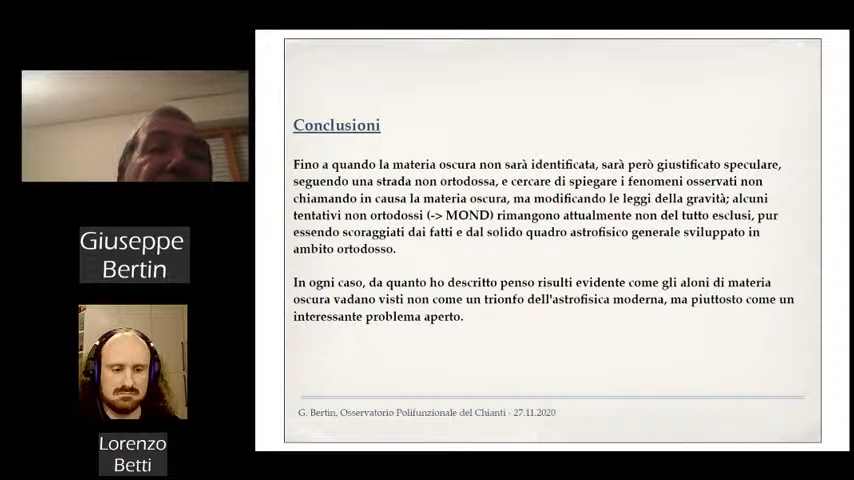 Giuseppe
Bertin
Lorenzo
Betti
Conclusioni
Fino a quando la materia oscura non sarà identificata, sarà però giustificato speculare,
seguendo una strada non ortodossa, e cercare di spiegare i fenomeni osservati non
chiamando in causa la materia oscura, ma modificando le leggi della gravità; alcuni
tentativi non ortodossi (-> MOND) rimangono attualmente non del tutto esclusi, pur
essendo scoraggiati dai fatti e dal solido quadro astrofisico generale sviluppato in
ambito ortodosso.
In ogni caso, da quanto ho descritto penso risulti evidente come gli aloni di materia
oscura vadano visti non come un trionfo dell'astrofisica moderna, ma piuttosto come un
interessante problema aperto.
G. Bertin, Osservatorio Polifunzionale del Chianti - 27.11.2020